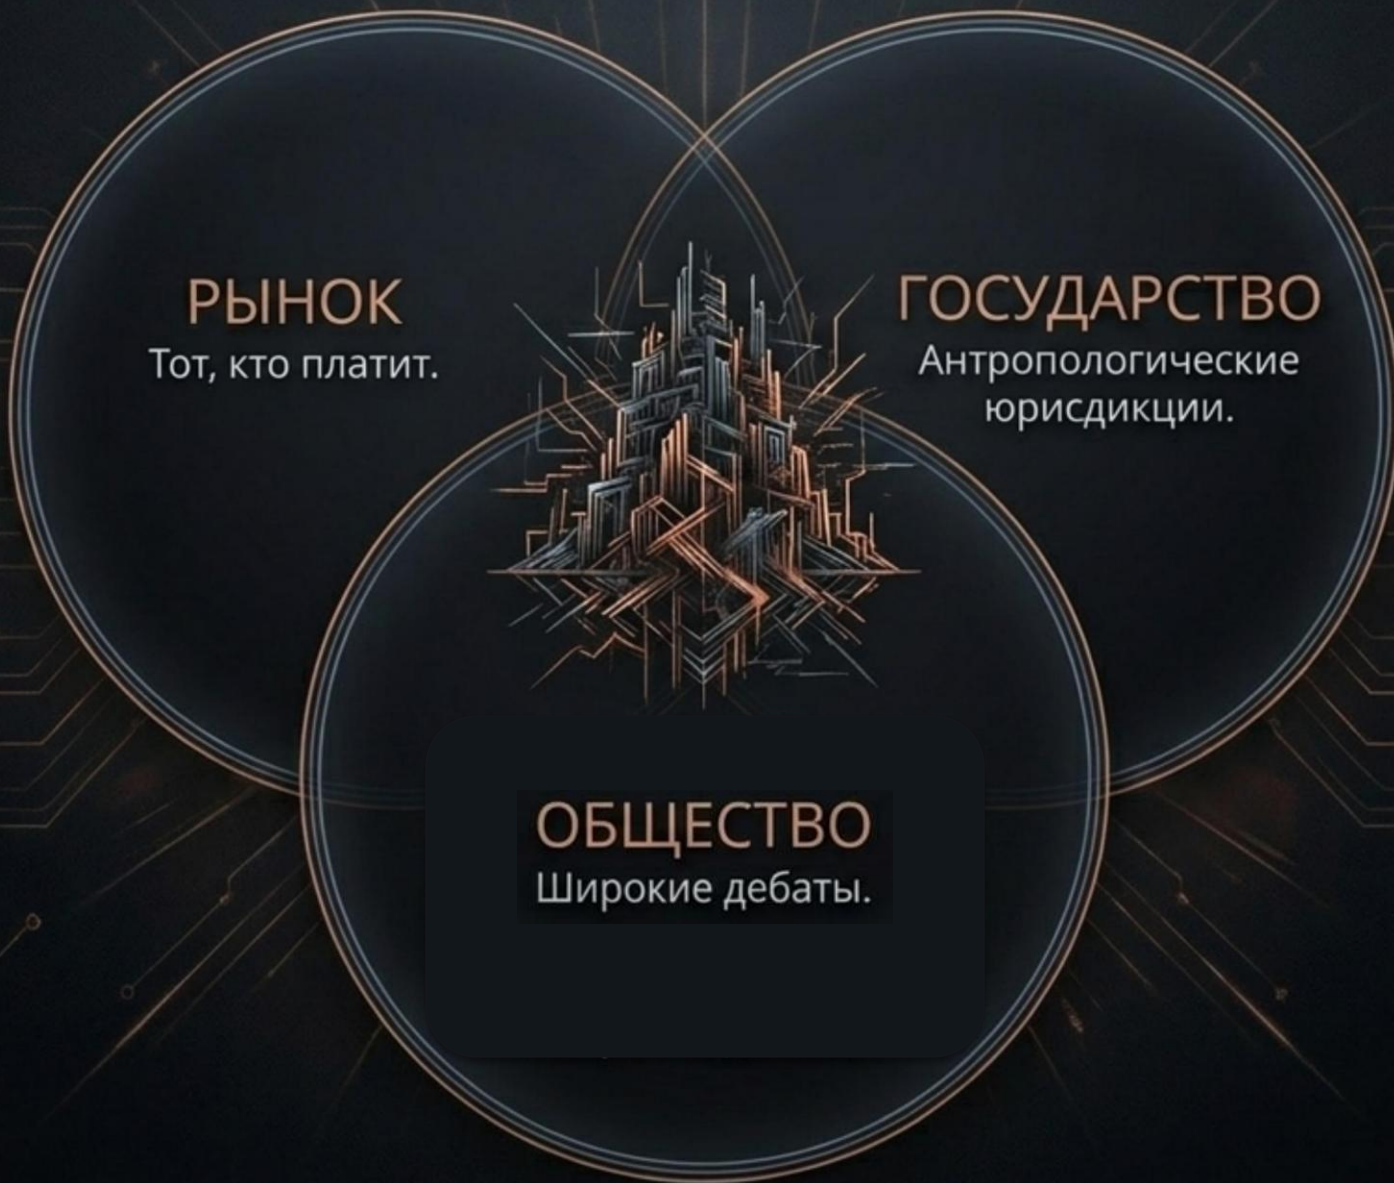 РЫНОК
Тот, кто платит.
ГОСУДАРСТВО
Антропологические
юрисдикции.
ОБЩЕСТВО
Широкие дебаты.